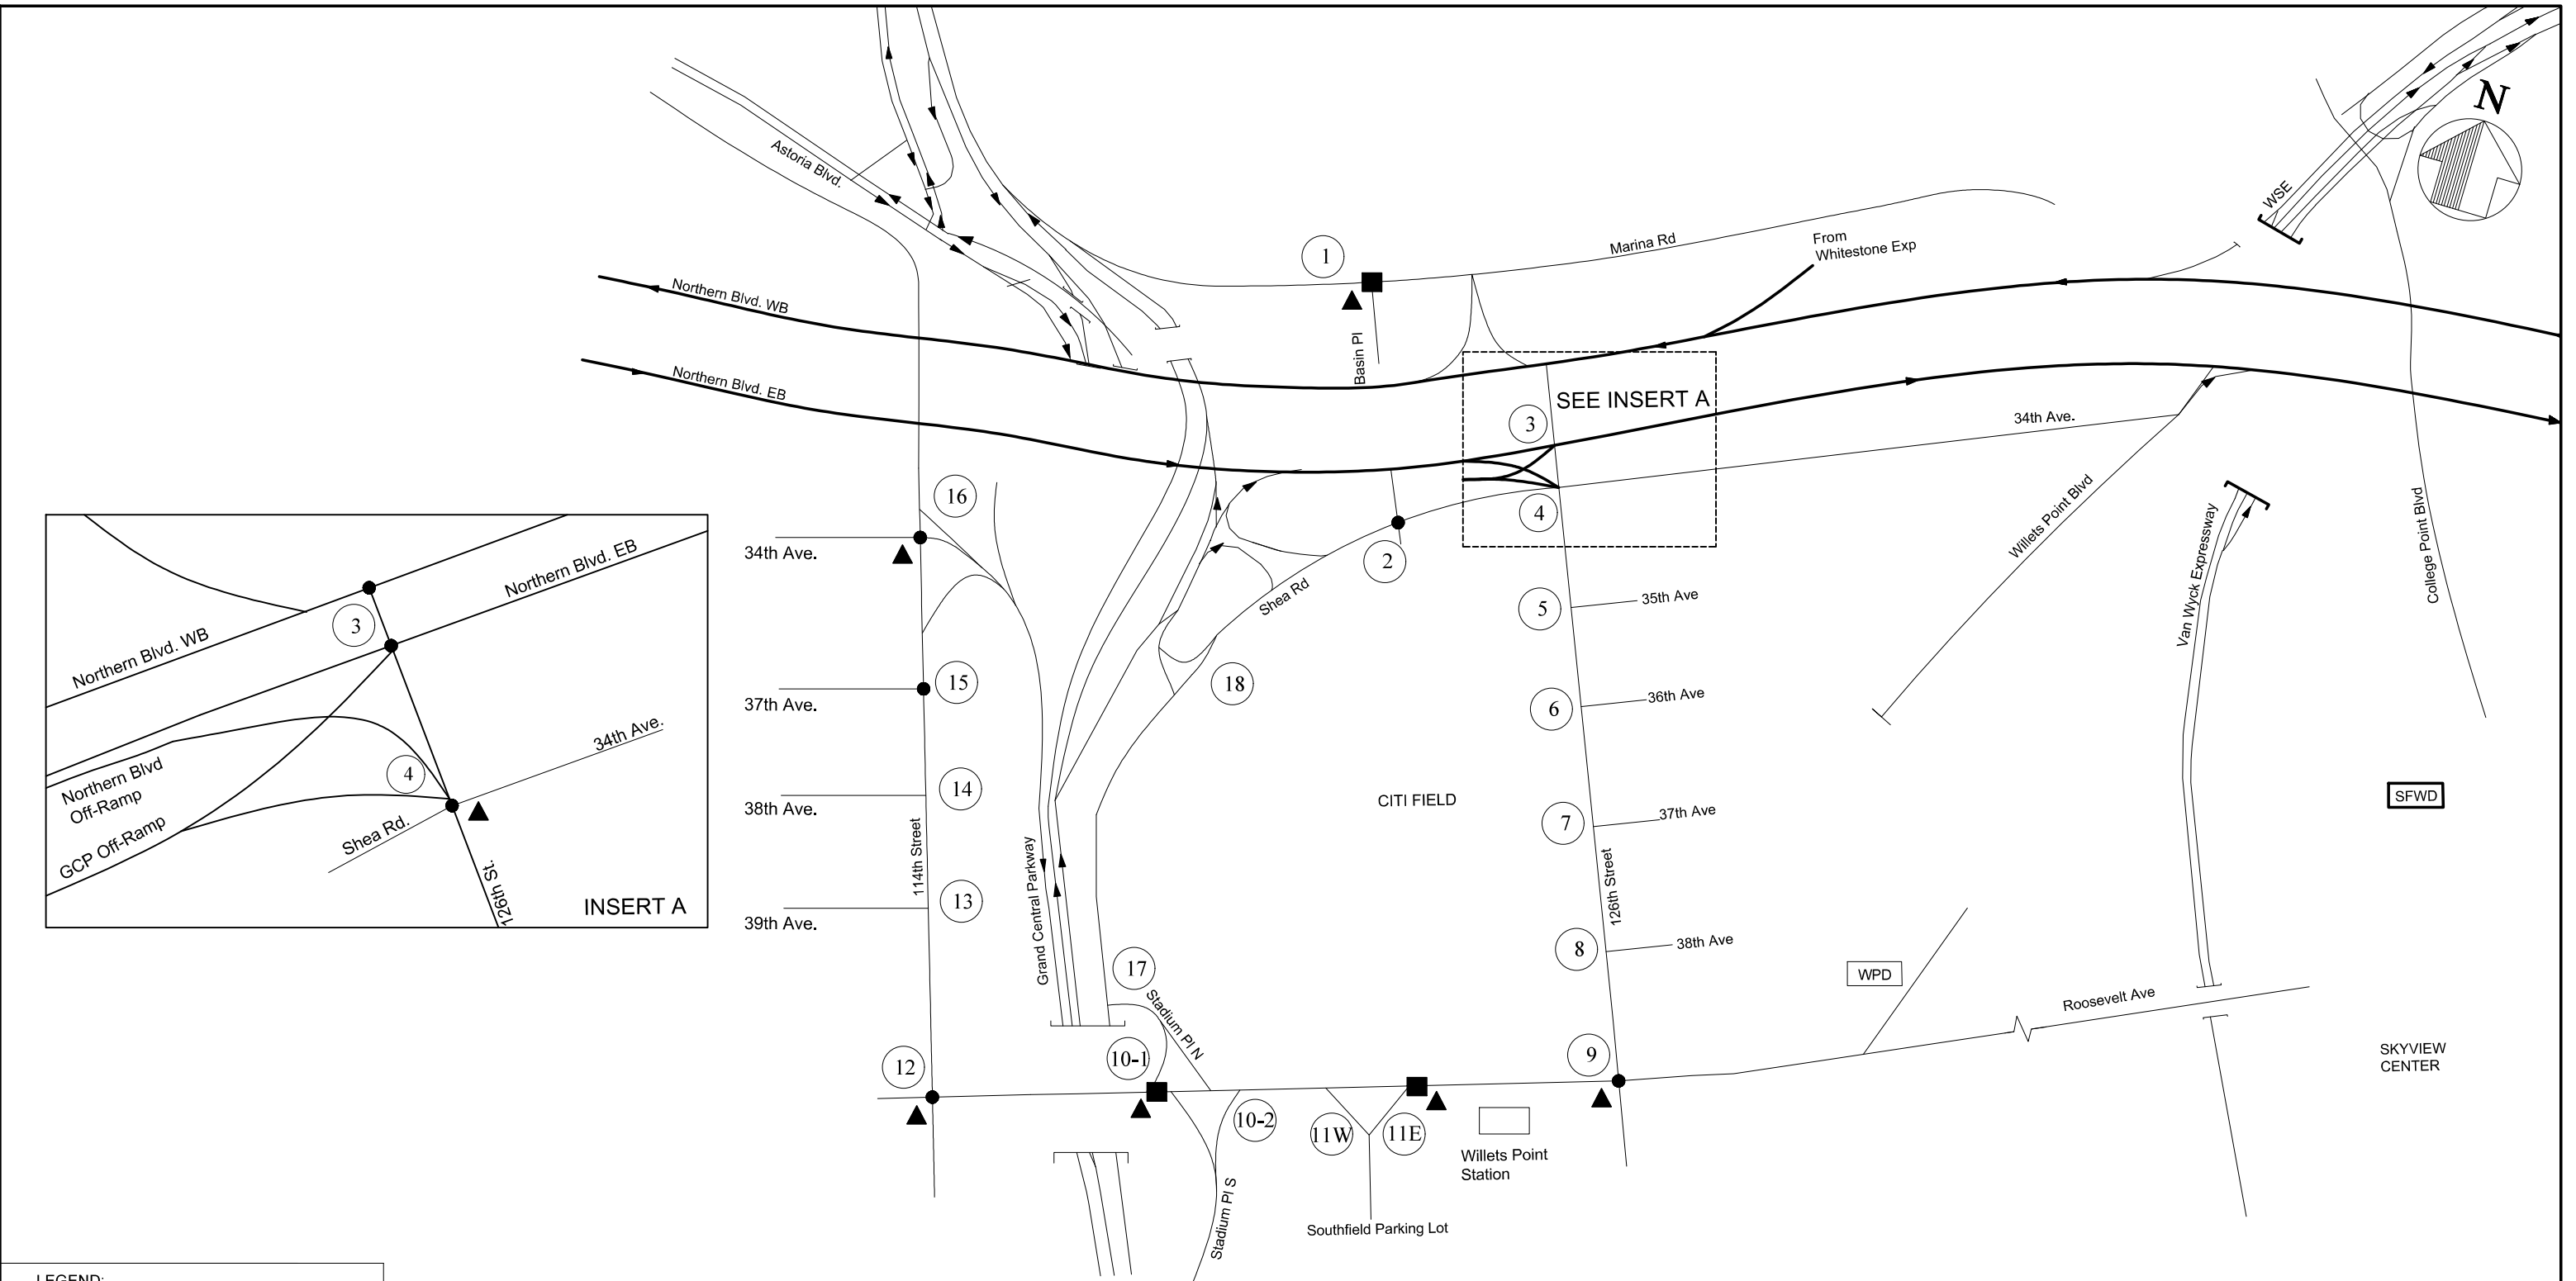 N
WSE
Astoria Blvd.
1
Marina Rd
From
Whitestone Exp
Northern Blvd. WB
Basin Pl
Northern Blvd. EB
SEE INSERT A
3
34th Ave.
16
4
34th Ave.
2
Willets Point Blvd
Van Wyck Expressway
College Point Blvd
Shea Rd
5
35th Ave
18
15
37th Ave.
6
36th Ave
14
38th Ave.
CITI FIELD
7
37th Ave
SFWD
114th Street
13
39th Ave.
Grand Central Parkway
126th Street
8
38th Ave
17
WPD
Stadium Pl N
Roosevelt Ave
12
10-1
9
SKYVIEW
CENTER
10-2
11W
11E
Willets Point
Station
Stadium Pl S
Southfield Parking Lot
Northern Blvd. EB
3
Northern Blvd. WB
34th Ave.
4
Northern Blvd
Off-Ramp
Shea Rd.
GCP Off-Ramp
126th St.
INSERT A
LEGEND: